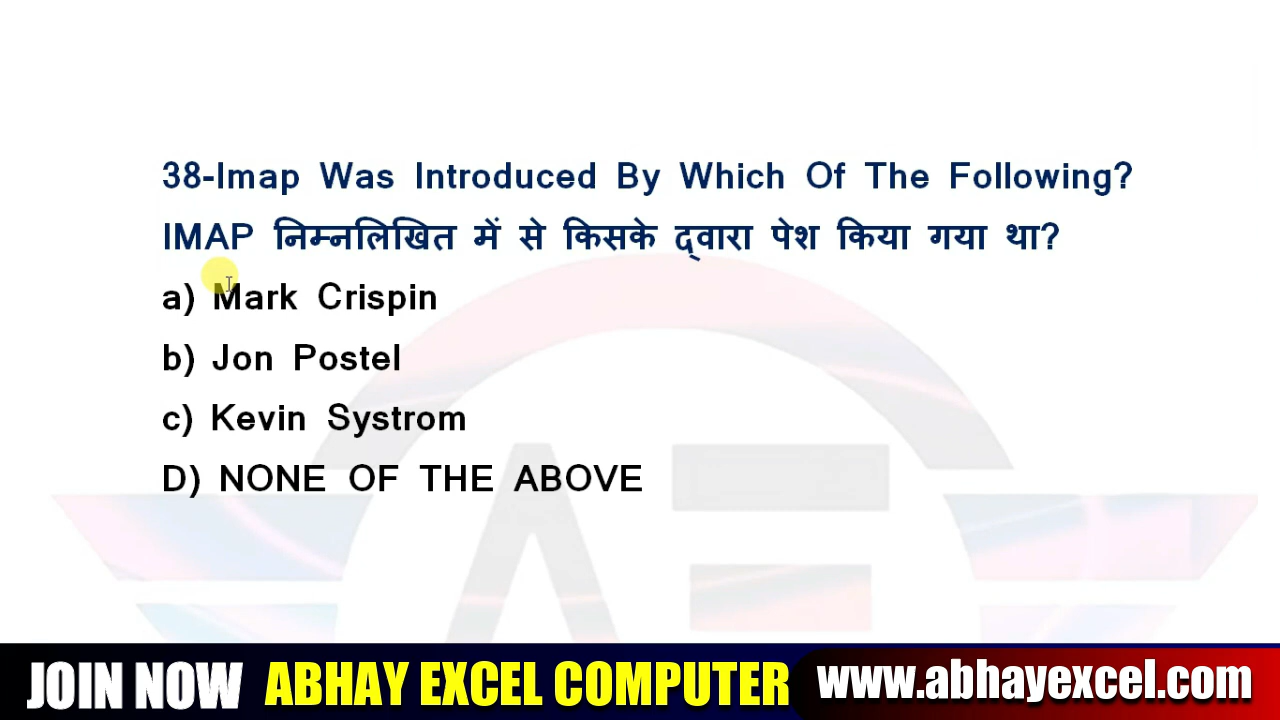 38-Imap Was Introduced By Which Of The Following?
IMAP निम्नलिखित में से किसके द्वारा पेश किया गया था?
a) Mark Crispin
b) Jon Postel
c) Kevin Systrom
D) NONE OF THE ABOVE
JOIN NOW ABHAY EXCEL COMPUTER www.abhayexcel.com